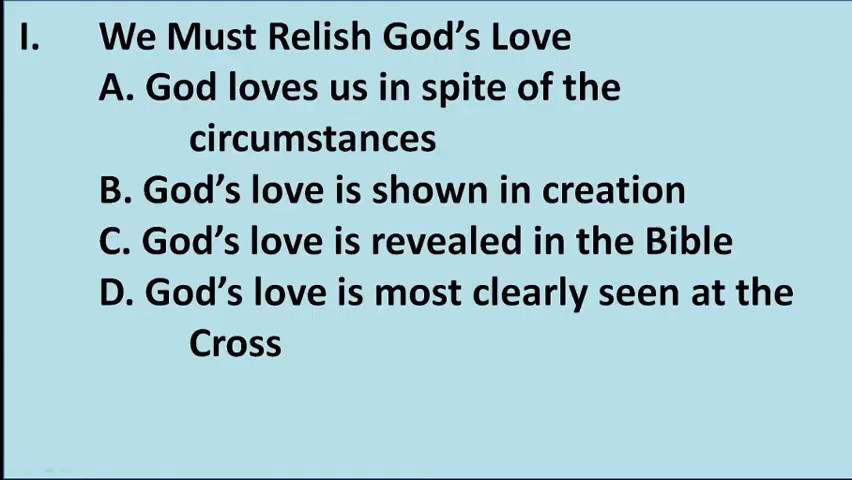 I. We Must Relish God’s Love
A. God loves us in spite of the
circumstances
B. God’s love is shown in creation
C. God’s love is revealed in the Bible
D. God’s love is most clearly seen at the
Cross